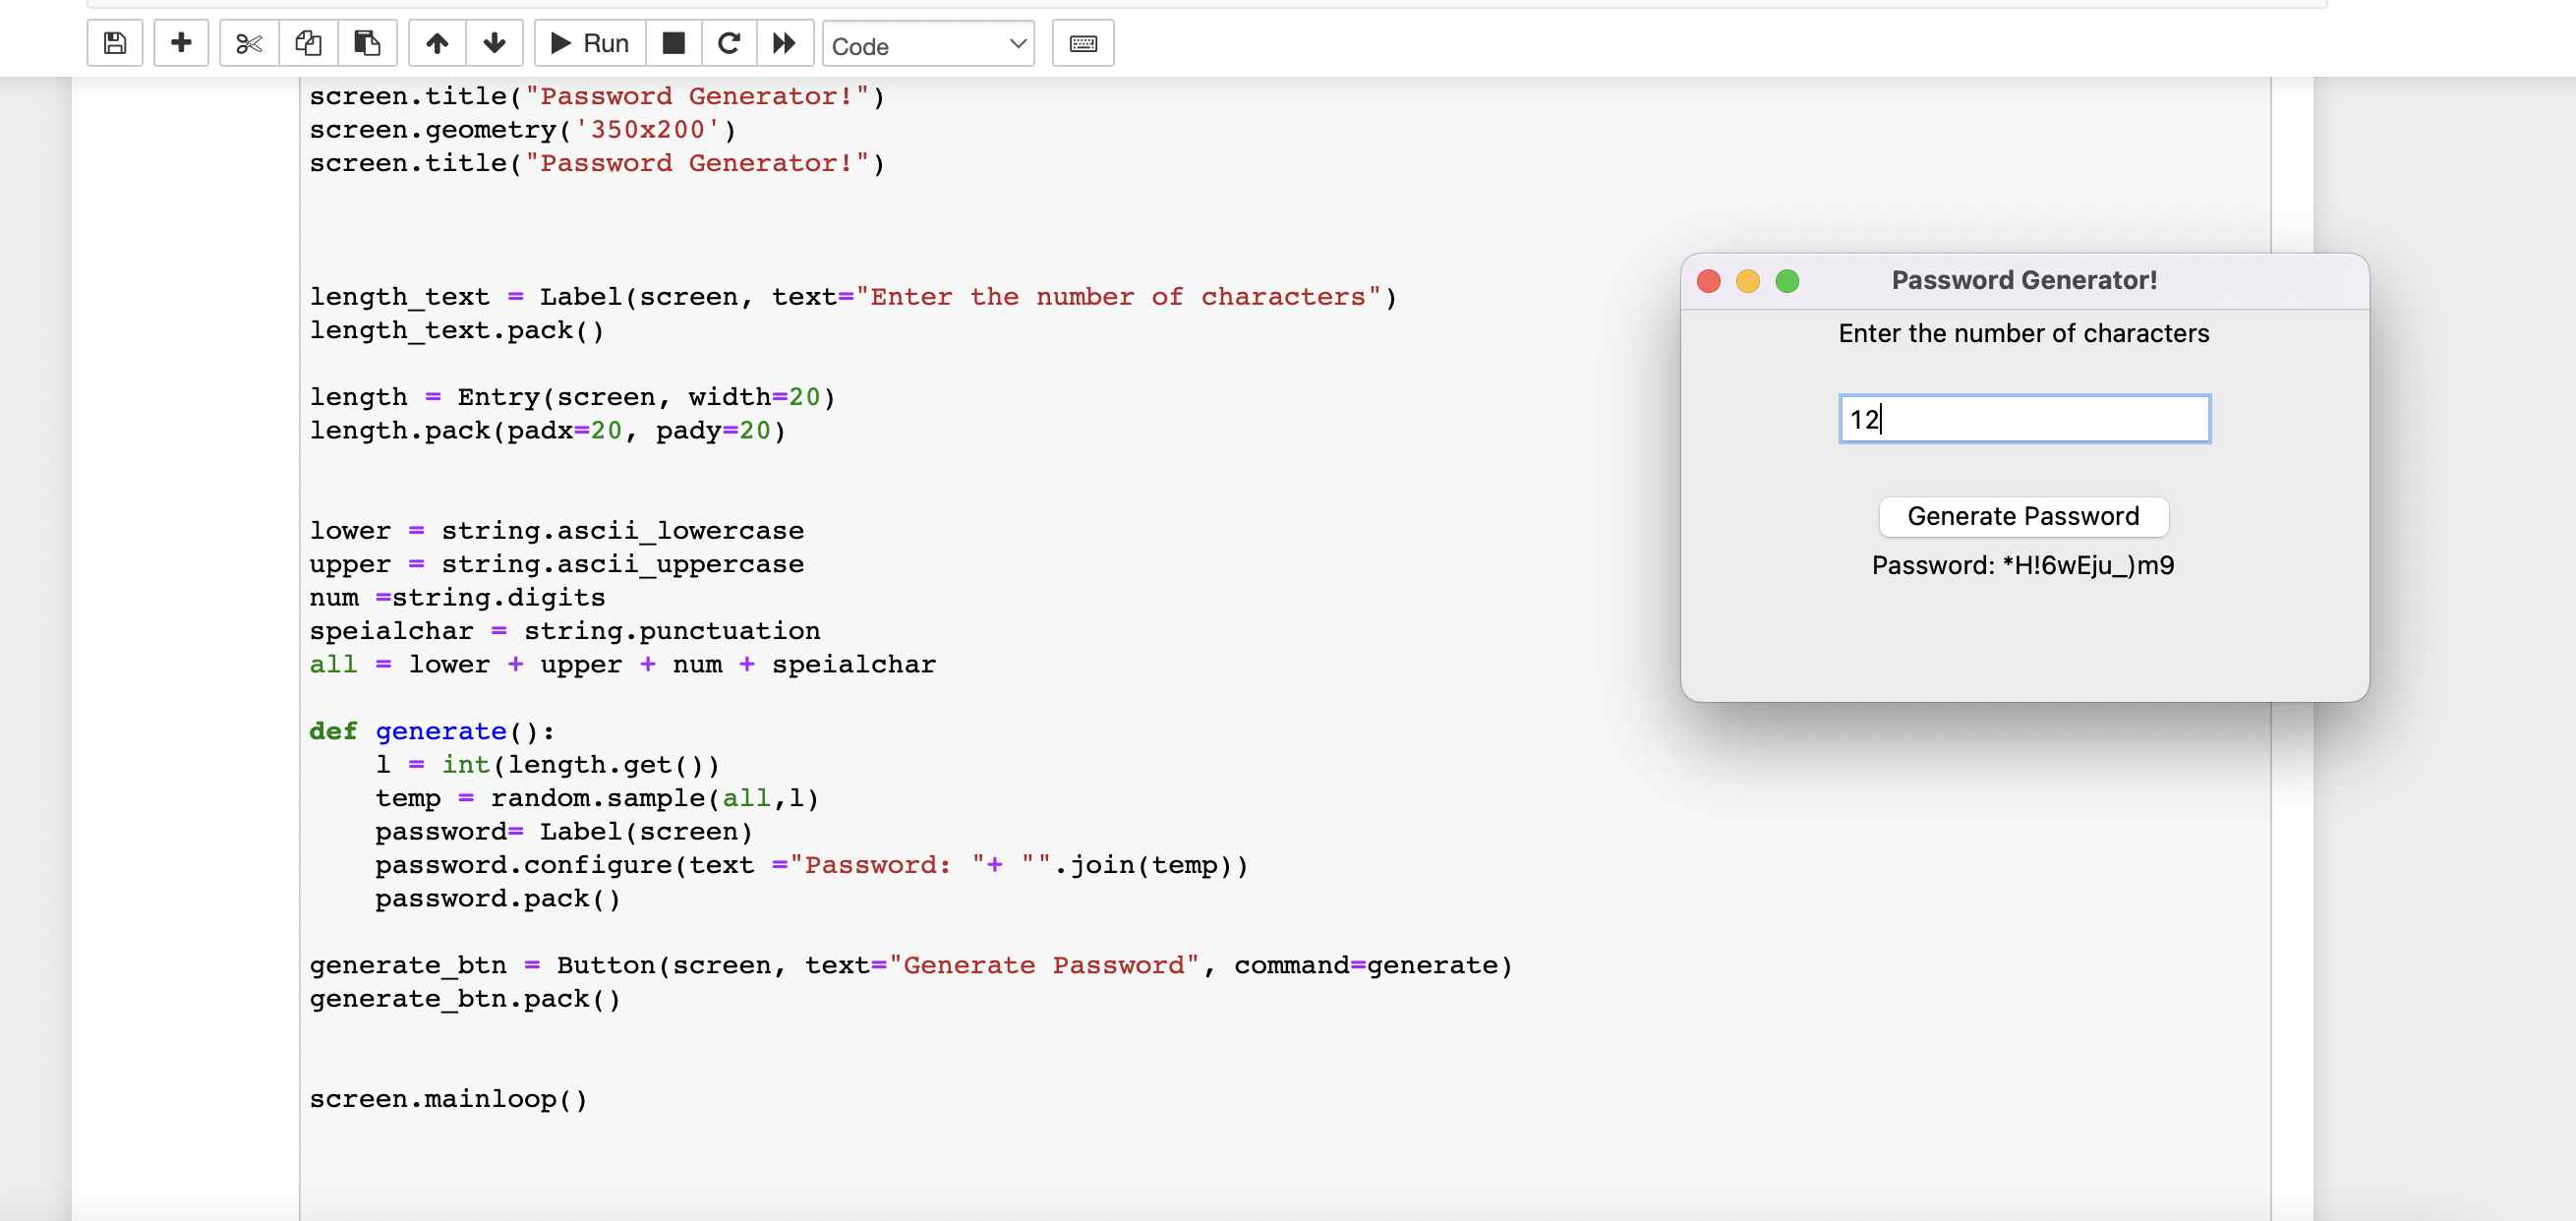 Run
Code
screen.title("Password Generator!")
screen.geometry('350x200')
screen.title("Password Generator!")
length_text = Label(screen, text="Enter the number of characters")
length_text.pack()
length = Entry(screen, width=20)
length.pack(padx=20, pady=20)
lower = string.ascii_lowercase
upper = string.ascii_uppercase
num =string.digits
speialchar = string.punctuation
all = lower + upper + num + speialchar
def generate():
    l = int(length.get())
    temp = random.sample(all,l)
    password= Label(screen)
    password.configure(text ="Password: "+ "".join(temp))
    password.pack()
generate_btn = Button(screen, text="Generate Password", command=generate)
generate_btn.pack()
screen.mainloop()
Password Generator!
Enter the number of characters
12
Generate Password
Password: *H!6wEju_)m9